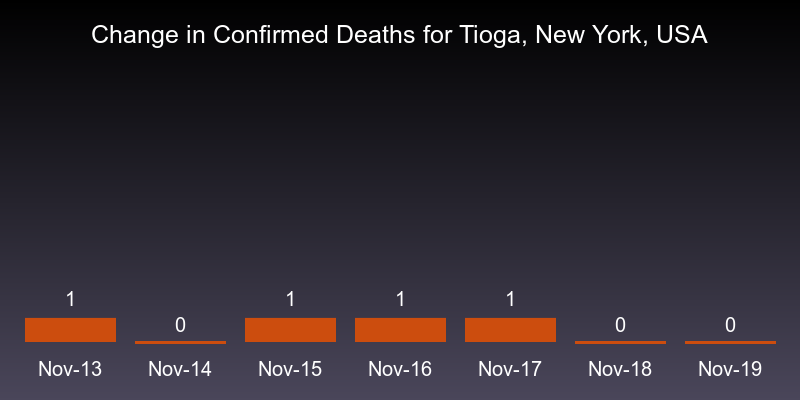 Change in Confirmed Deaths for Tioga, New York, USA
1 0 1 1 1 0 0
Nov-13 Nov-14 Nov-15 Nov-16 Nov-17 Nov-18 Nov-19